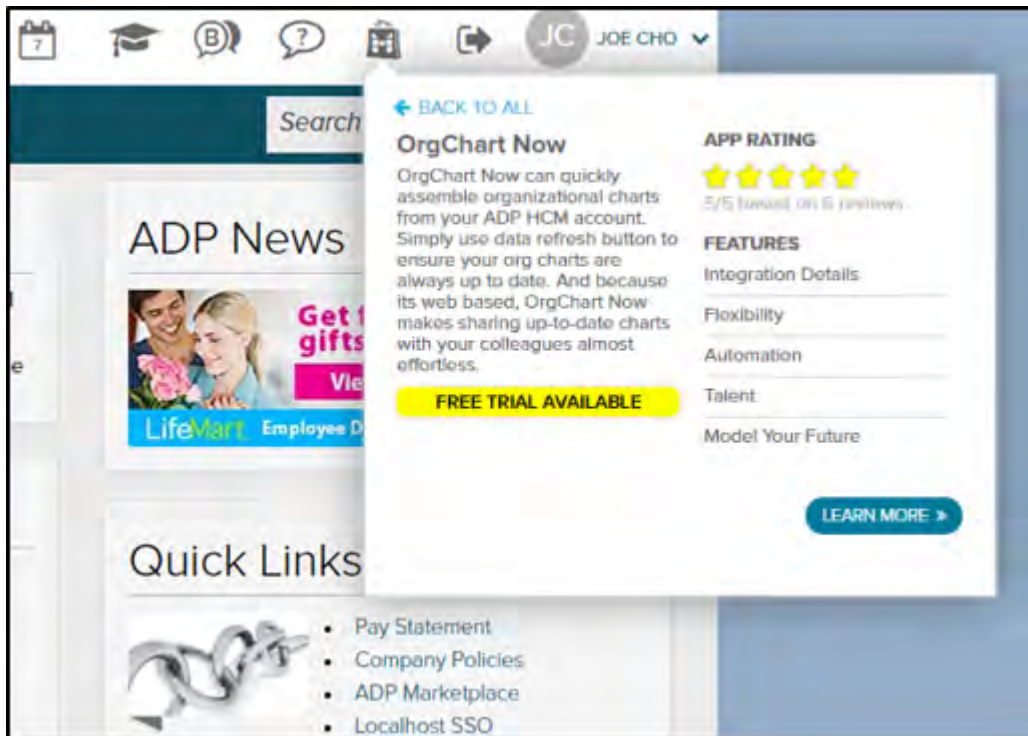 7
B
?
JC
JOE CHO
Search
ADP News
Get
gifts
Vie
LifeMart Employee D
e
Quick Links
Pay Statement
Company Policies
ADP Marketplace
Localhost SSO
BACK TO ALL
OrgChart Now
OrgChart Now can quickly
assemble organizational charts
from your ADP HCM account.
Simply use data refresh button to
ensure your org charts are
always up to date. And because
its web based, OrgChart Now
makes sharing up-to-date charts
with your colleagues almost
effortless.
FREE TRIAL AVAILABLE
APP RATING
5/5 based on 6 reviews
FEATURES
Integration Details
Flexibility
Automation
Talent
Model Your Future
LEARN MORE »